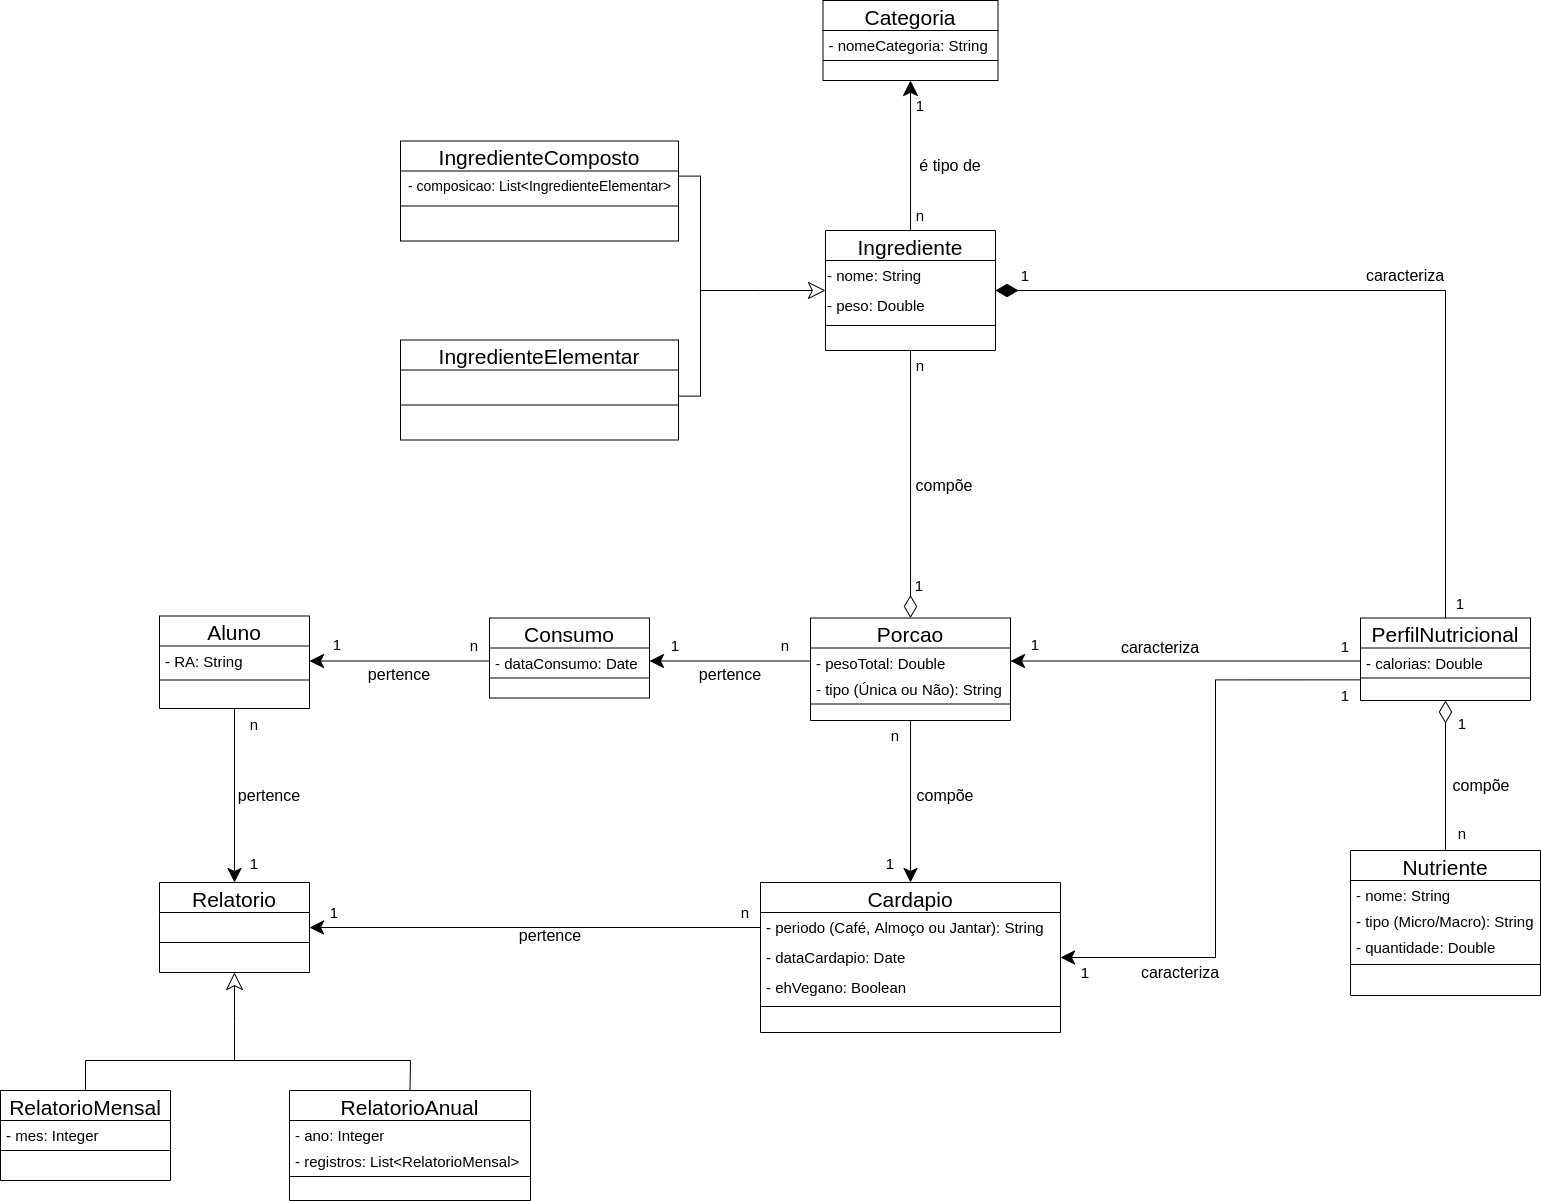 Categoria
- nomeCategoria: String
1
é tipo de
n
IngredienteComposto
- composicao: List<IngredienteElementar>
Ingrediente
- nome: String
- peso: Double
1
caracteriza
IngredienteElementar
n
compõe
1
1
Aluno
- RA: String
1
n
pertence
Consumo
- dataConsumo: Date
1
n
pertence
Porcao
- pesoTotal: Double
- tipo (Única ou Não): String
1
caracteriza
1
PerfilNutricional
- calorias: Double
1
n
pertence
1
n
compõe
1
1
compõe
n
Relatorio
1
n
pertence
Cardapio
- periodo (Café, Almoço ou Jantar): String
- dataCardapio: Date
- ehVegano: Boolean
1
caracteriza
Nutriente
- nome: String
- tipo (Micro/Macro): String
- quantidade: Double
RelatorioMensal
- mes: Integer
RelatorioAnual
- ano: Integer
- registros: List<RelatorioMensal>